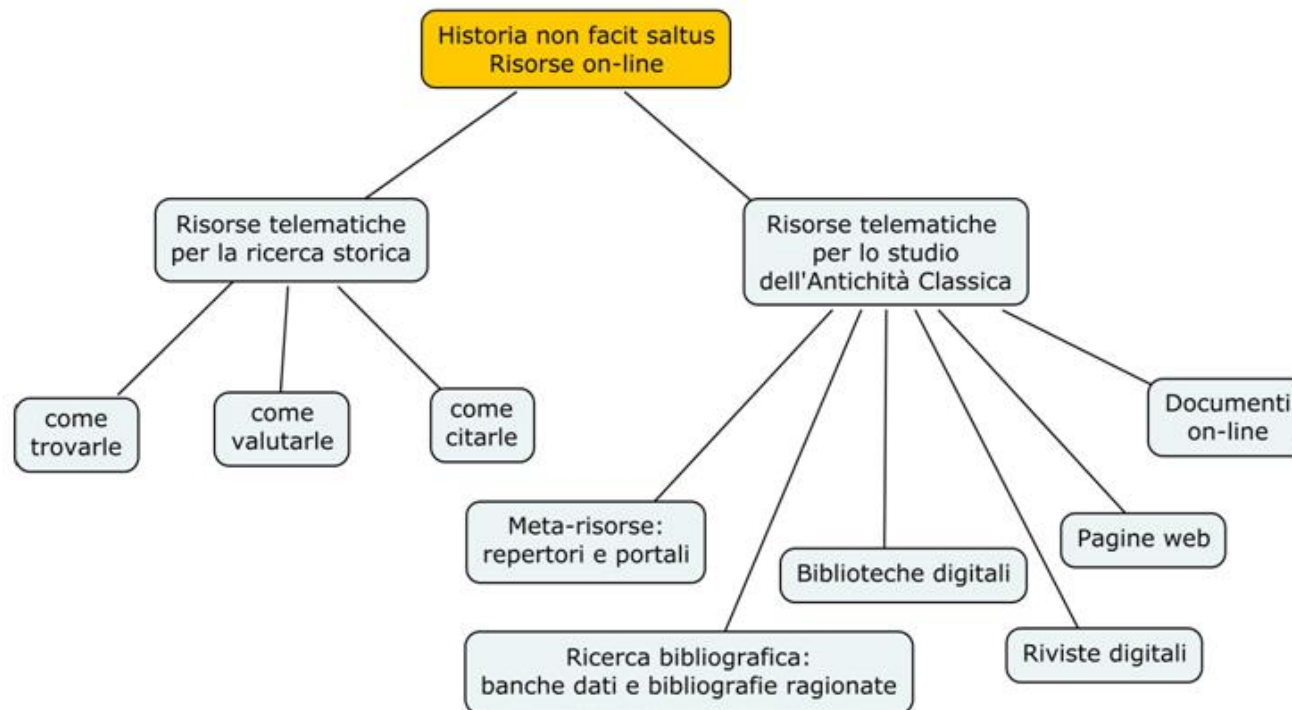 Historia non facit saltus
Risorse on-line
Risorse telematiche
per la ricerca storica
Risorse telematiche
per lo studio
dell'Antichità Classica
come
trovarle
come
valutarle
come
citarle
Documenti
on-line
Meta-risorse:
repertori e portali
Pagine web
Biblioteche digitali
Ricerca bibliografica:
banche dati e bibliografie ragionate
Riviste digitali